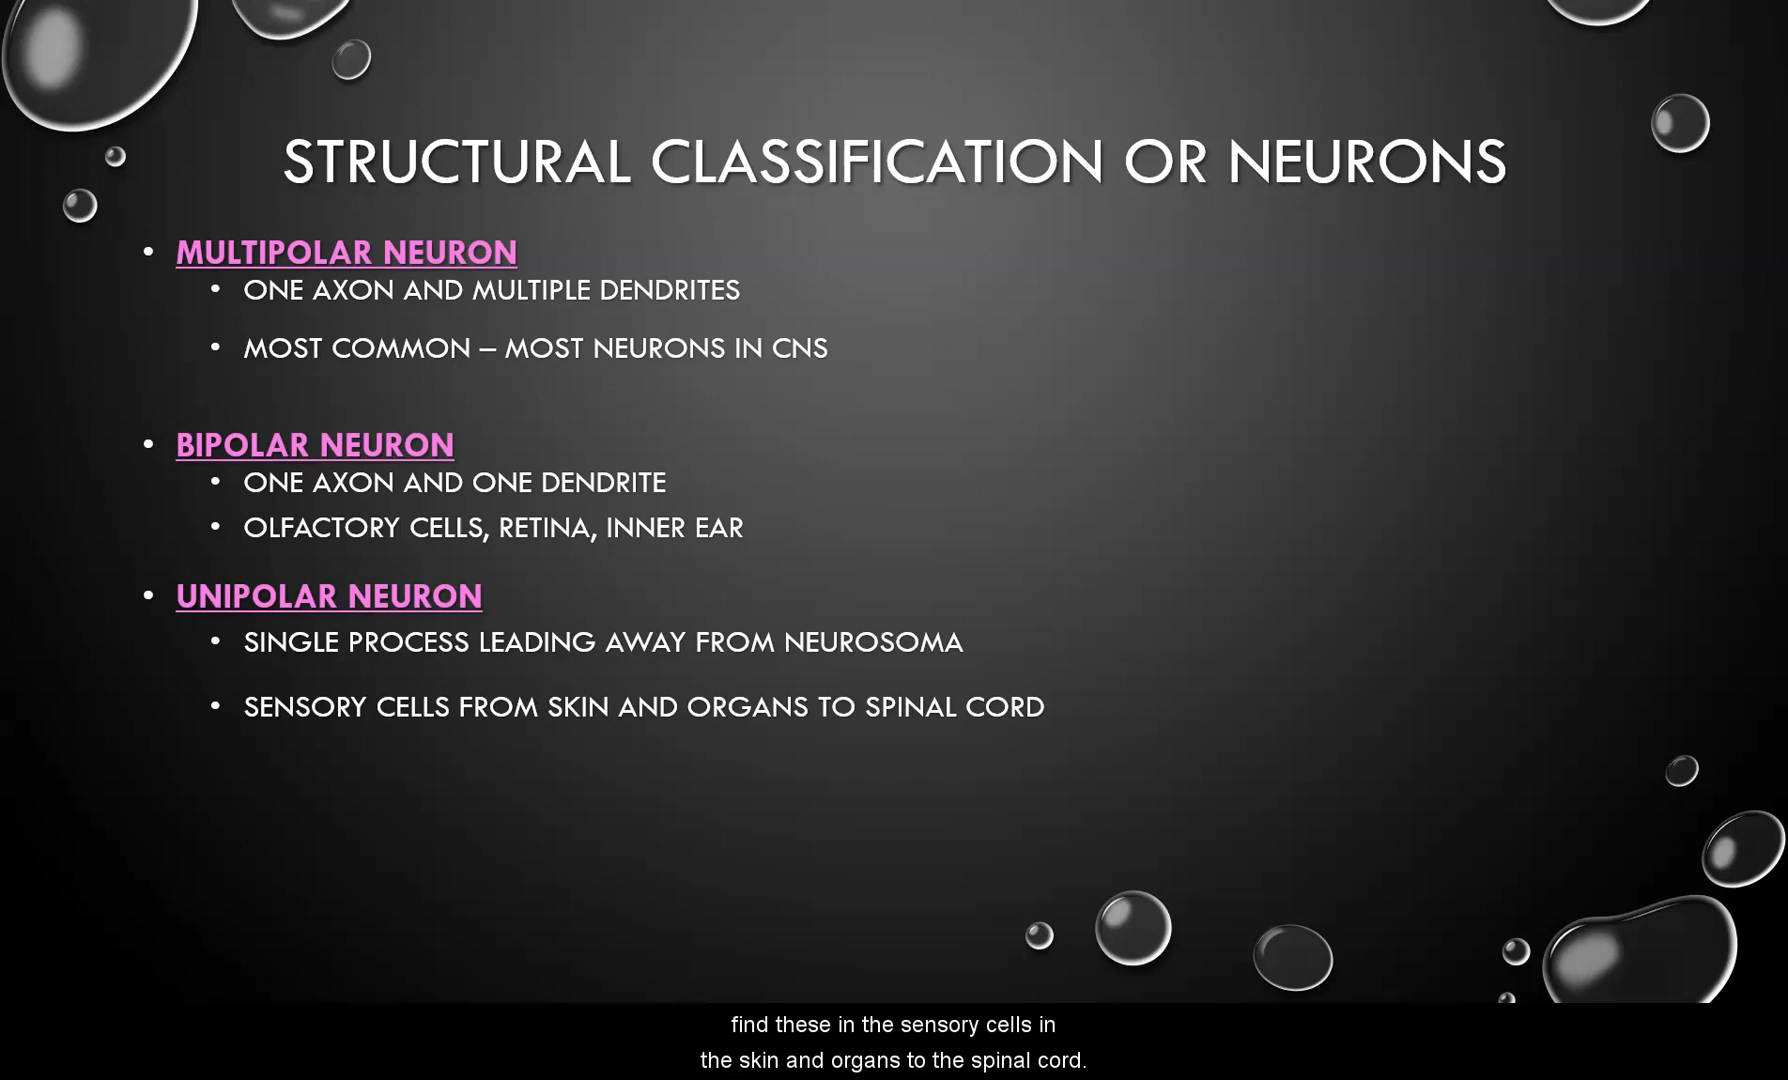 STRUCTURAL CLASSIFICATION OR NEURONS
• MULTIPOLAR NEURON
• ONE AXON AND MULTIPLE DENDRITES
• MOST COMMON – MOST NEURONS IN CNS
• BIPOLAR NEURON
• ONE AXON AND ONE DENDRITE
• OLFACTORY CELLS, RETINA, INNER EAR
• UNIPOLAR NEURON
• SINGLE PROCESS LEADING AWAY FROM NEUROSOMA
• SENSORY CELLS FROM SKIN AND ORGANS TO SPINAL CORD
find these in the sensory cells in
the skin and organs to the spinal cord.